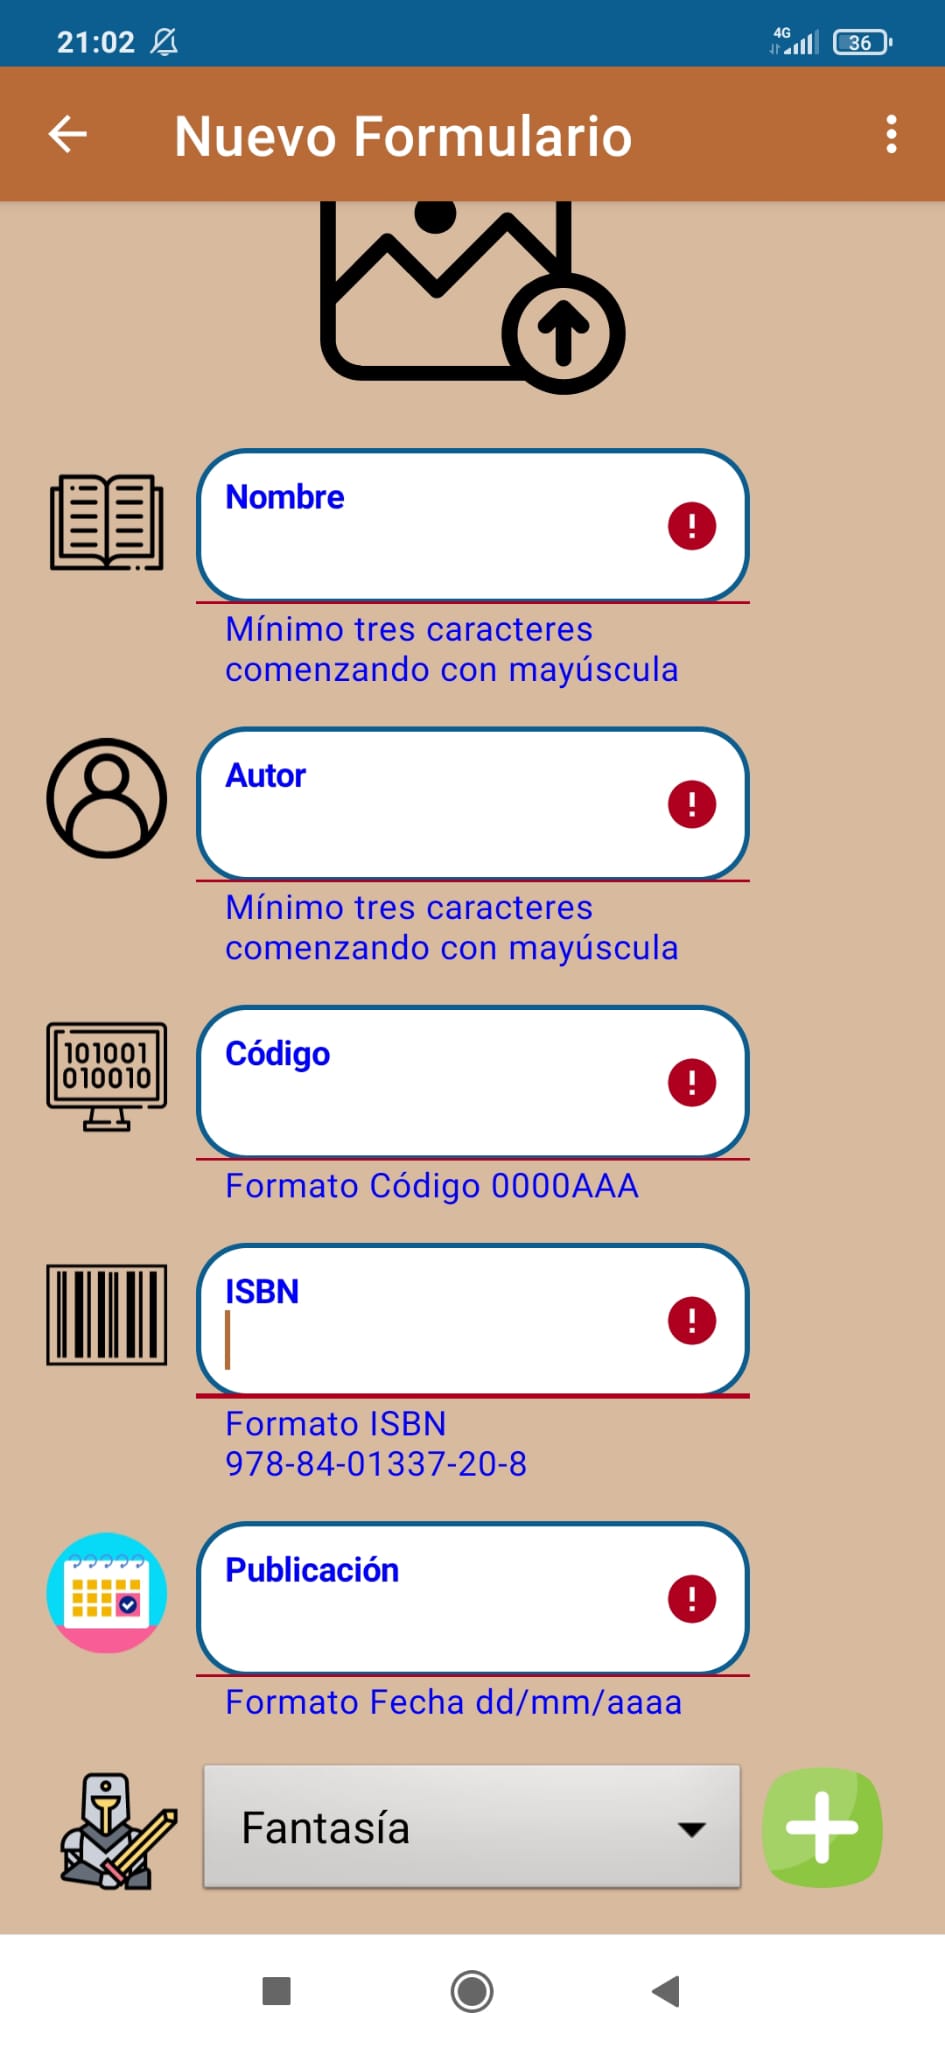 21:02
4G
36
Nuevo Formulario
Nombre
!
Mínimo tres caracteres
comenzando con mayúscula
Autor
!
Mínimo tres caracteres
comenzando con mayúscula
101001
010010
Código
!
Formato Código 0000AAA
ISBN
!
Formato ISBN
978-84-01337-20-8
Publicación
!
Formato Fecha dd/mm/aaaa
Fantasía